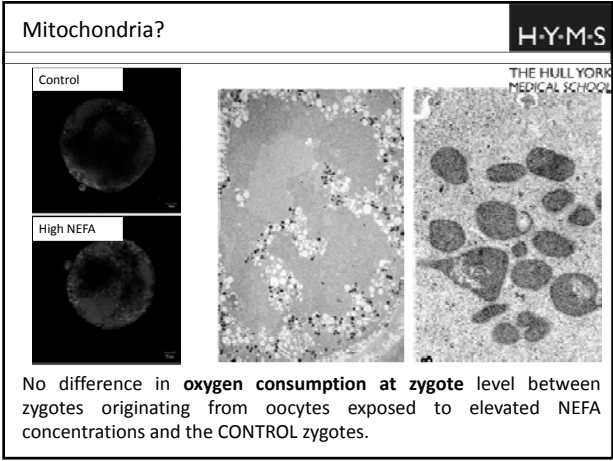 Mitochondria?
H·Y·M·S
THE HULL YORK
MEDICAL SCHOOL
Control
High NEFA
B
No difference in oxygen consumption at zygote level between
zygotes originating from oocytes exposed to elevated NEFA
concentrations and the CONTROL zygotes.